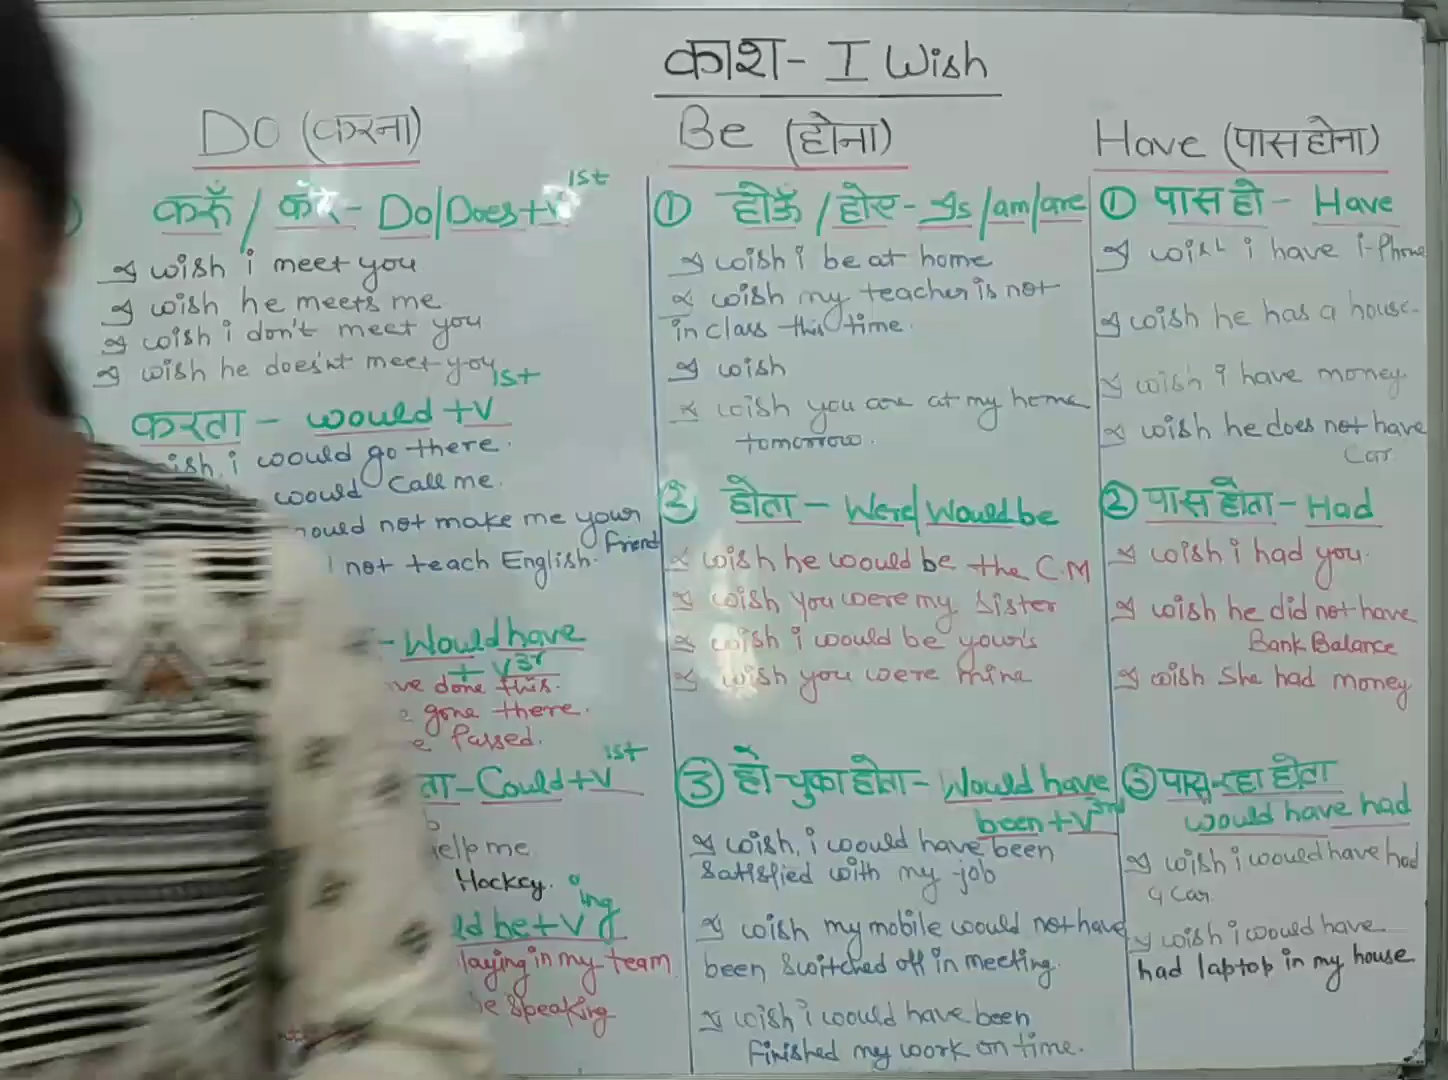 काश - I Wish
Do (करना)
करूँ / करे - Do/Does+V 1st
I wish i meet you
I wish he meets me
I wish i don't meet you
I wish he does'nt meet you
करता - would + V 1st
wish, i would go there.
would Call me.
would not make me your friend
not teach English.
- Would have + V 3r
ve done this.
gone there.
Passed.
ता - Could + V 1st
help me
Hockey.
ld be + V ing
laying in my team
be speaking
Be (होना)
① होऊँ / होए - Is/am/are
I wish i be at home
I wish my teacher is not
in class this time.
I wish
I wish you are at my home
tomorrow.
② होता - Were/Would be
I wish he would be the C.M
I wish you were my sister
I wish i would be your's
I wish you were mine
③ हो चुका होता - Would have
been + V 3rd
I wish, i would have been
Satisfied with my job
I wish my mobile would not have
been Switched off in meeting.
I wish i would have been
finished my work on time.
Have (पास होना)
① पास हो - Have
I wish i have i-Phone
I wish he has a house.
I wish i have money
I wish he does not have
Car
② पास होता - Had
I wish i had you.
I wish he did not have
Bank Balance
I wish She had money
③ पास रहा होता
would have had
I wish i would have had
a Car
I wish i would have
had laptop in my house